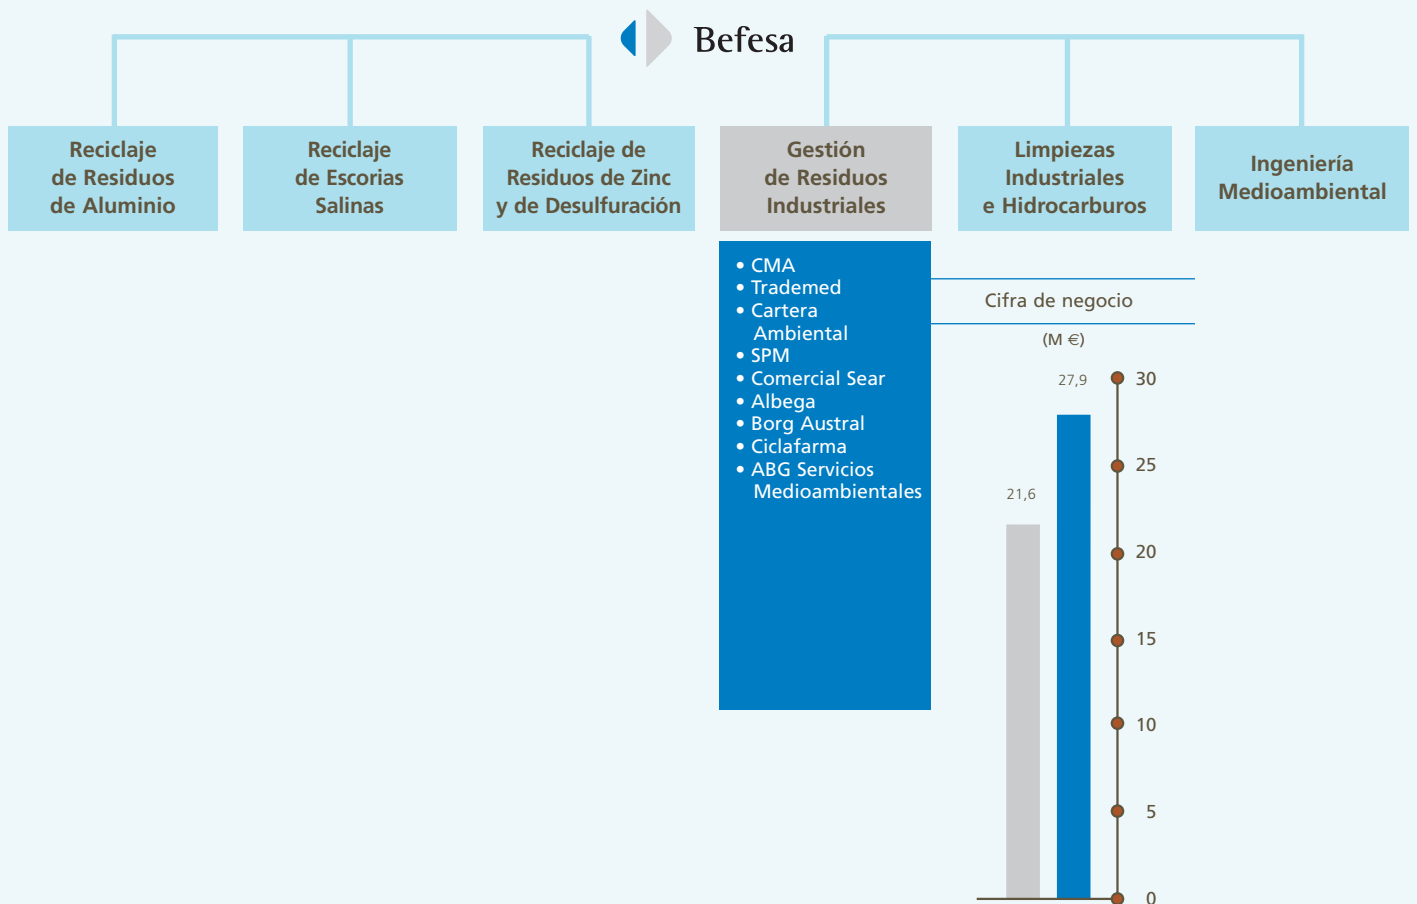 Befesa
Reciclaje
de Residuos
de Aluminio
Reciclaje
de Escorias
Salinas
Reciclaje de
Residuos de Zinc
y de Desulfuración
Gestión
de Residuos
Industriales
Limpiezas
Industriales
e Hidrocarburos
Ingeniería
Medioambiental
• CMA
• Trademed
• Cartera
Ambiental
• SPM
• Comercial Sear
• Albega
• Borg Austral
• Ciclafarma
• ABG Servicios
Medioambientales
Cifra de negocio
(M €)
27,9
21,6
30
25
20
15
10
5
0